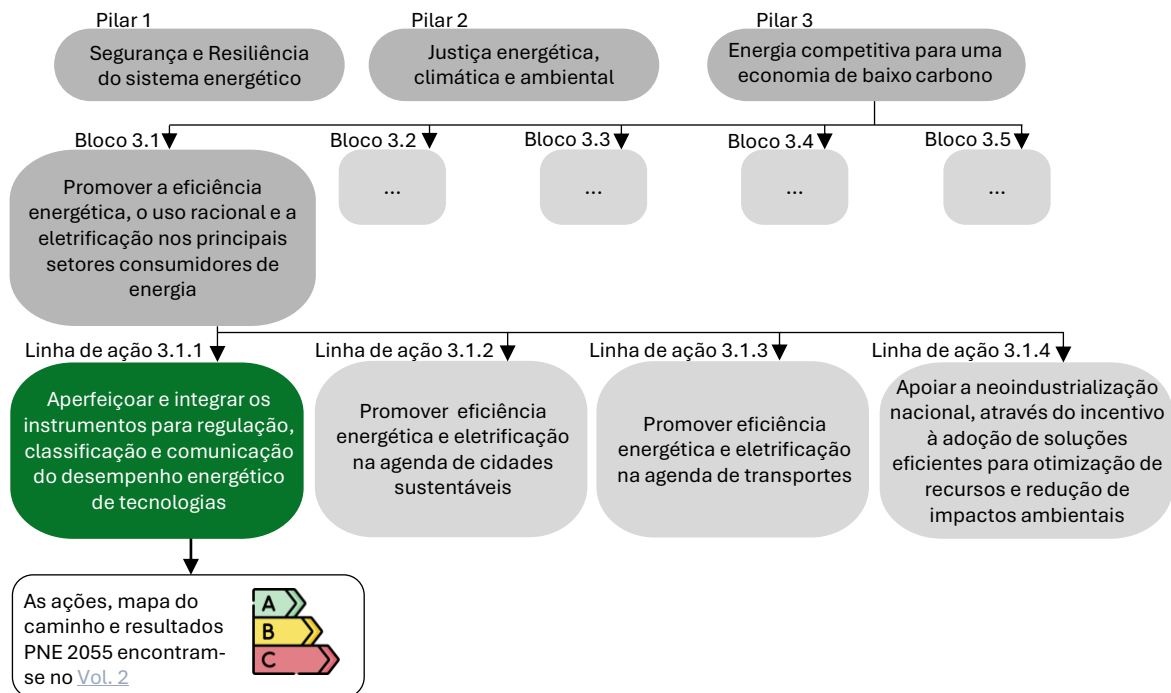 Pilar 1
Segurança e Resiliência
do sistema energético
Pilar 2
Justiça energética,
climática e ambiental
Pilar 3
Energia competitiva para uma
economia de baixo carbono
Bloco 3.1
Promover a eficiência
energética, o uso racional e a
eletrificação nos principais
setores consumidores de
energia
Bloco 3.2
...
Bloco 3.3
...
Bloco 3.4
...
Bloco 3.5
...
Linha de ação 3.1.1
Aperfeiçoar e integrar os
instrumentos para regulação,
classificação e comunicação
do desempenho energético
de tecnologias
Linha de ação 3.1.2
Promover eficiência
energética e eletrificação
na agenda de cidades
sustentáveis
Linha de ação 3.1.3
Promover eficiência
energética e eletrificação
na agenda de transportes
Linha de ação 3.1.4
Apoiar a neoindustrialização
nacional, através do incentivo
à adoção de soluções
eficientes para otimização de
recursos e redução de
impactos ambientais
As ações, mapa do
caminho e resultados
PNE 2055 encontram-
se no Vol. 2
A
B
C